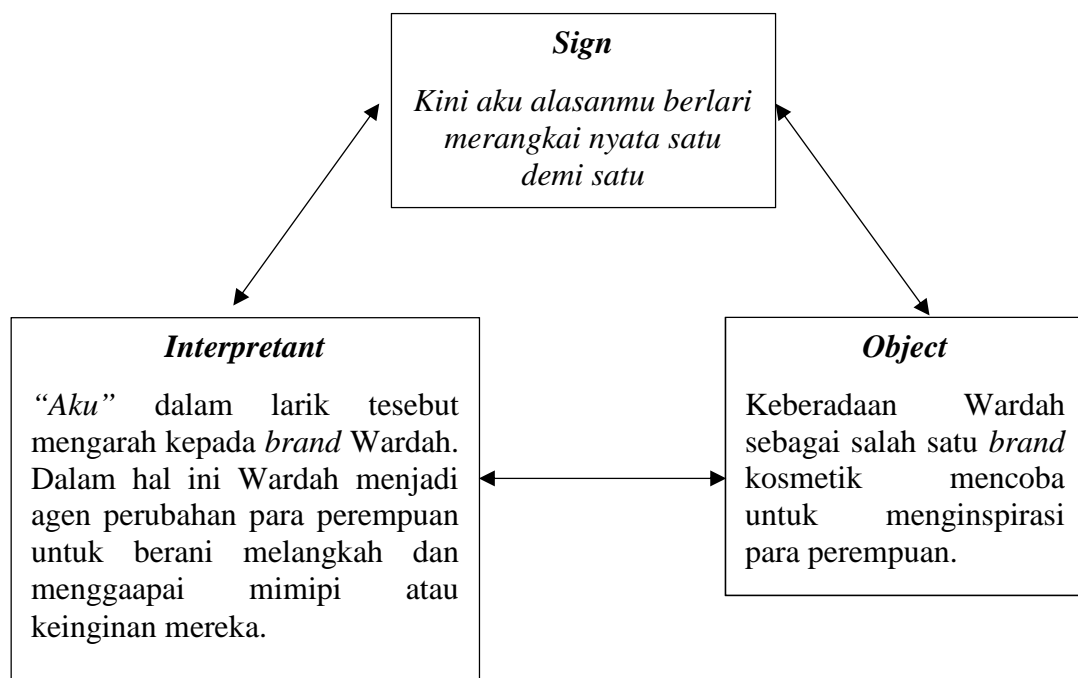 Sign
Kini aku alasanmu berlari
merangkai nyata satu
demi satu
Interpretant
“Aku” dalam larik tesebut
mengarah kepada brand Wardah.
Dalam hal ini Wardah menjadi
agen perubahan para perempuan
untuk berani melangkah dan
menggaapai mimipi atau
keinginan mereka.
Object
Keberadaan Wardah
sebagai salah satu brand
kosmetik mencoba
untuk menginspirasi
para perempuan.